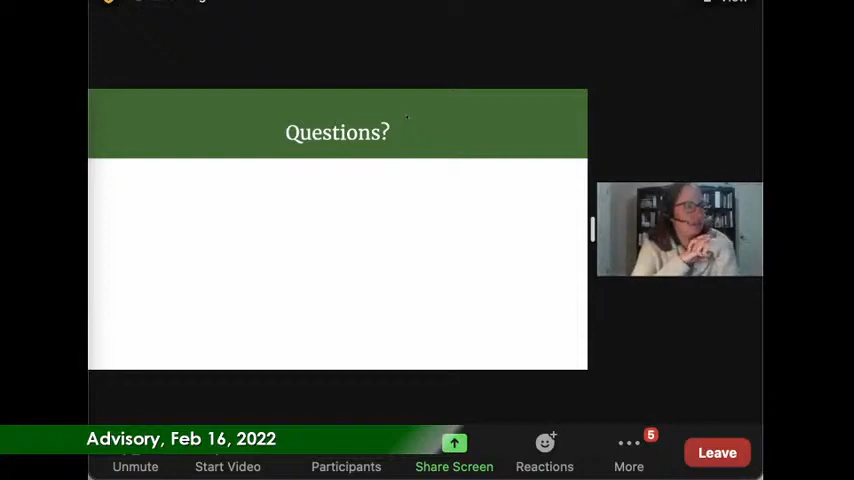 Questions?
Advisory, Feb 16, 2022
5
Leave
Unmute
Start Video
Participants
Share Screen
Reactions
More